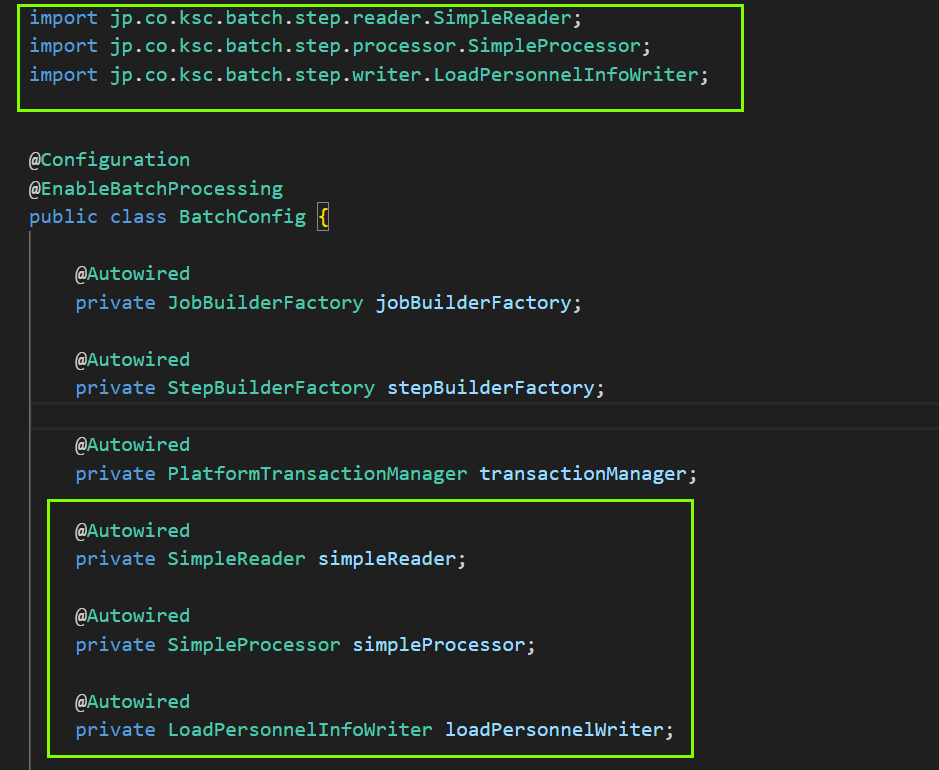 import jp.co.ksc.batch.step.reader.SimpleReader;
import jp.co.ksc.batch.step.processor.SimpleProcessor;
import jp.co.ksc.batch.step.writer.LoadPersonnelInfoWriter;
@Configuration
@EnableBatchProcessing
public class BatchConfig {
@Autowired
private JobBuilderFactory jobBuilderFactory;
@Autowired
private StepBuilderFactory stepBuilderFactory;
@Autowired
private PlatformTransactionManager transactionManager;
@Autowired
private SimpleReader simpleReader;
@Autowired
private SimpleProcessor simpleProcessor;
@Autowired
private LoadPersonnelInfoWriter loadPersonnelWriter;